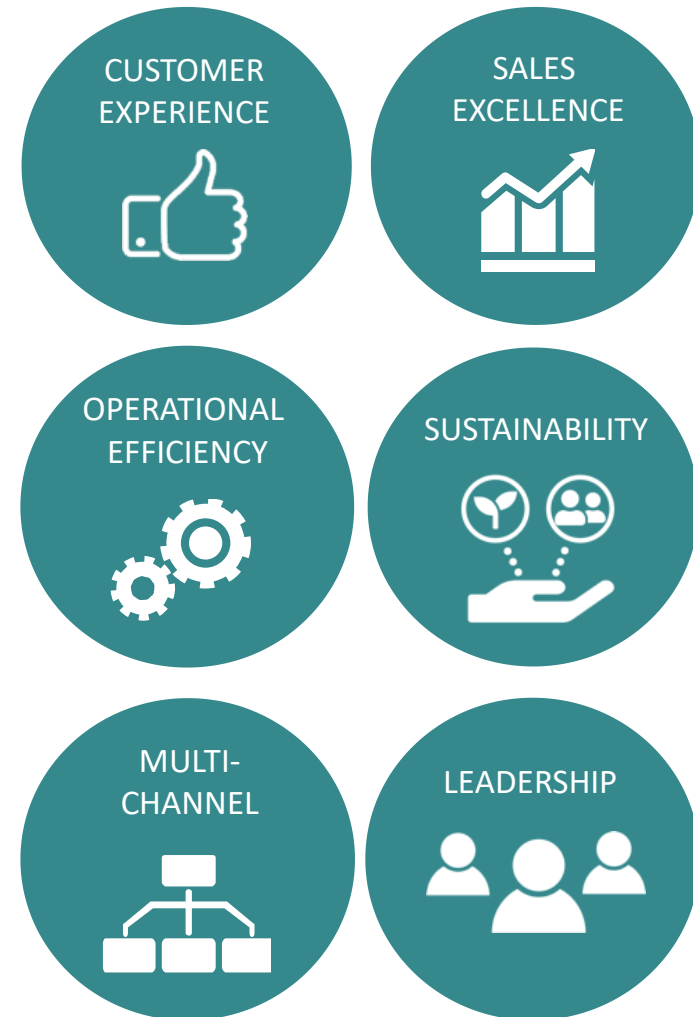 CUSTOMER
EXPERIENCE
SALES
EXCELLENCE
OPERATIONAL
EFFICIENCY
SUSTAINABILITY
MULTI-
CHANNEL
LEADERSHIP